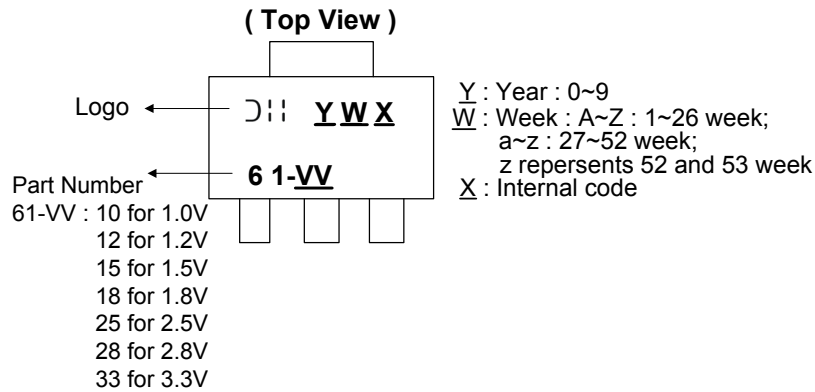 ( Top View )
Logo
Y W X
6 1-VV
Y : Year : 0~9
W : Week : A~Z : 1~26 week;
a~z : 27~52 week;
z repersents 52 and 53 week
X : Internal code
Part Number
61-VV : 10 for 1.0V
12 for 1.2V
15 for 1.5V
18 for 1.8V
25 for 2.5V
28 for 2.8V
33 for 3.3V